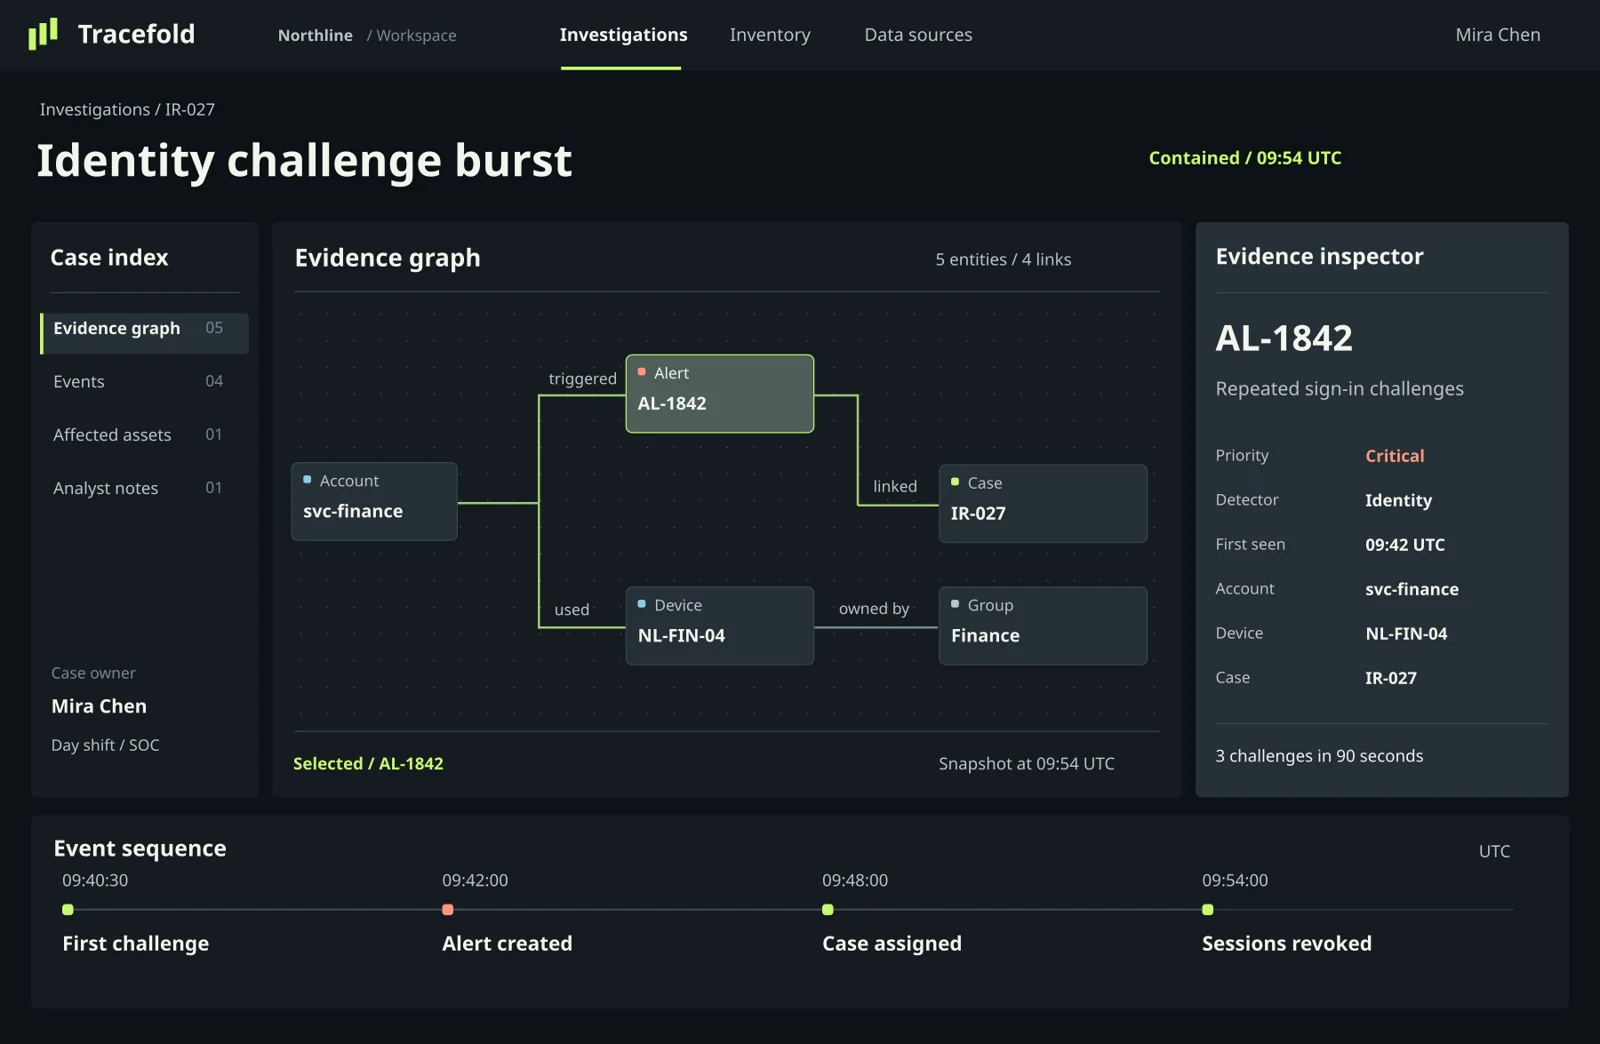 Tracefold
Northline / Workspace
Investigations
Inventory
Data sources
Mira Chen
Investigations / IR-027
Identity challenge burst
Contained / 09:54 UTC
Case index
Evidence graph 05
Events 04
Affected assets 01
Analyst notes 01
Case owner
Mira Chen
Day shift / SOC
Evidence graph
5 entities / 4 links
triggered
Alert
AL-1842
Account
svc-finance
linked
Case
IR-027
used
Device
NL-FIN-04
owned by
Group
Finance
Selected / AL-1842
Snapshot at 09:54 UTC
Evidence inspector
AL-1842
Repeated sign-in challenges
Priority Critical
Detector Identity
First seen 09:42 UTC
Account svc-finance
Device NL-FIN-04
Case IR-027
3 challenges in 90 seconds
Event sequence
UTC
09:40:30
First challenge
09:42:00
Alert created
09:48:00
Case assigned
09:54:00
Sessions revoked